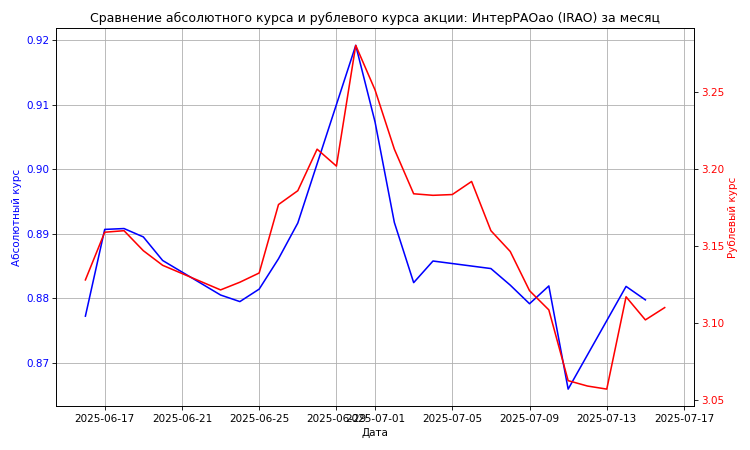 Сравнение абсолютного курса и рублевого курса акции: ИнтерРАОао (IRAO) за месяц
0.92
0.91
0.90
0.89
0.88
0.87
Абсолютный курс
3.25
3.20
3.15
3.10
3.05
Рублевый курс
2025-06-17 2025-06-21 2025-06-25 2025-06-29 2025-07-01 2025-07-05 2025-07-09 2025-07-13 2025-07-17
Дата